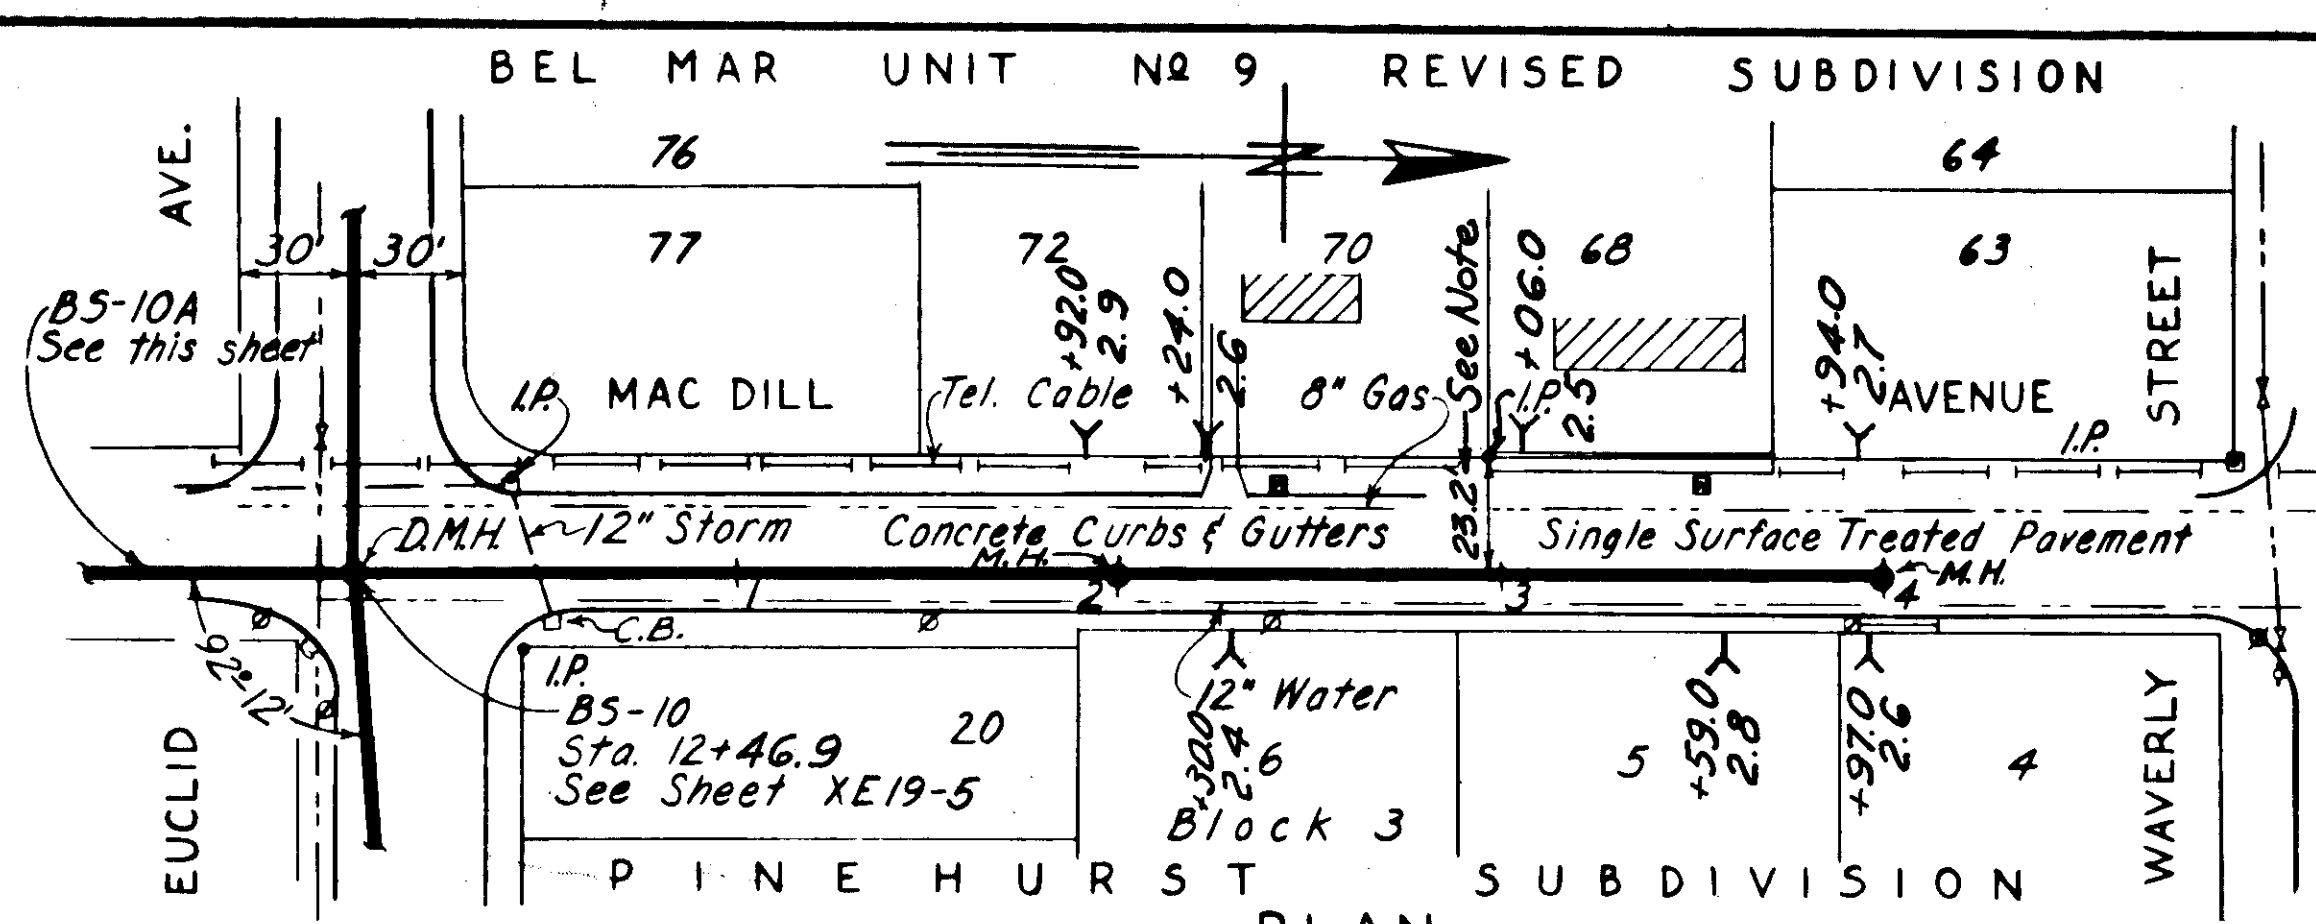 BEL MAR UNIT Nº 9 REVISED SUBDIVISION
AVE.
76
64
30'
30'
77
72
70
68
63
STREET
BS-10A
See this sheet
+92.0
2.9
+24.0
2.6
See Note
+06.0
2.5
+94.0
2.7
I.P.
MAC DILL
Tel. Cable
8" Gas
I.P.
AVENUE
I.P.
D.M.H.
12" Storm
Concrete Curbs & Gutters
23.2'
Single Surface Treated Pavement
M.H.
M.H.
2
3
4
C.B.
92°-12'
I.P.
12" Water
BS-10
Sta. 12+46.9
See Sheet XE19-5
20
+30.0
2.4
6
5
+59.0
2.8
+97.0
2.6
4
Block 3
EUCLID
WAVERLY
PINEHURST SUBDIVISION
PLAN